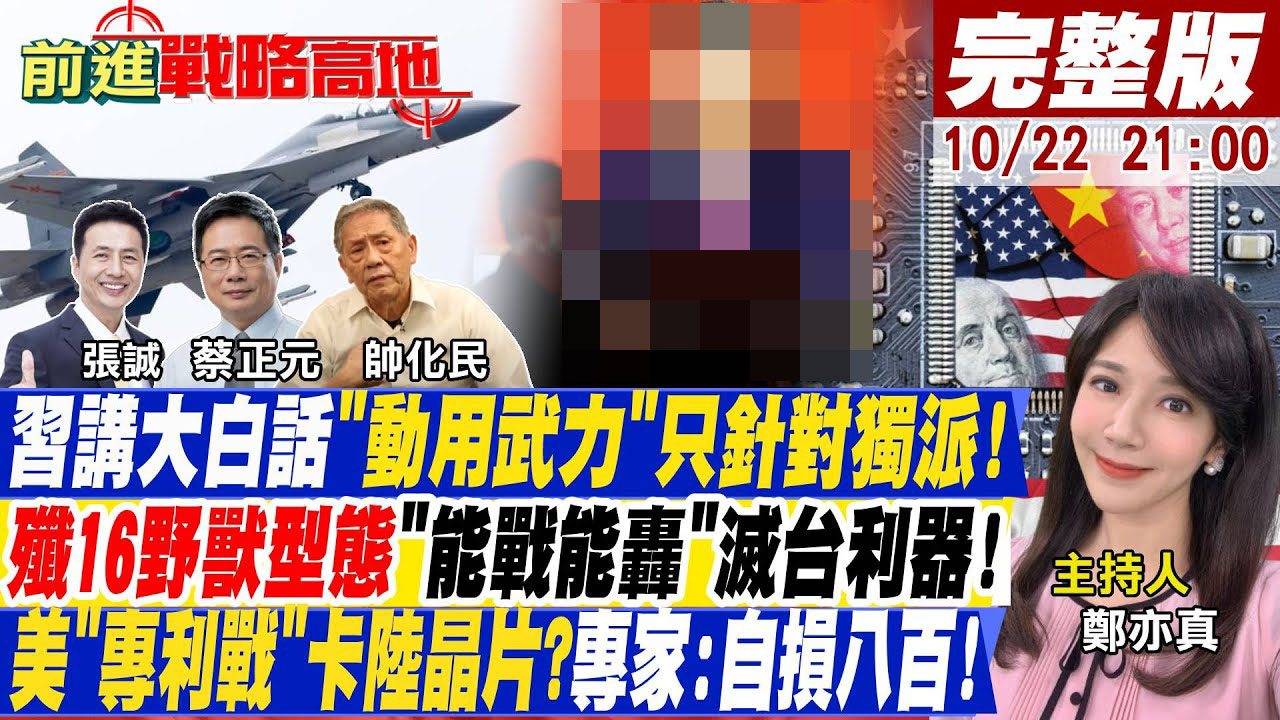 前進戰略高地
完整版
10/22 21:00
張誠 蔡正元 帥化民
習講大白話"動用武力"只針對獨派!
殲16野獸型態"能戰能轟"滅台利器!
美"專利戰"卡陸晶片?專家:自損八百!
主持人
鄭亦真